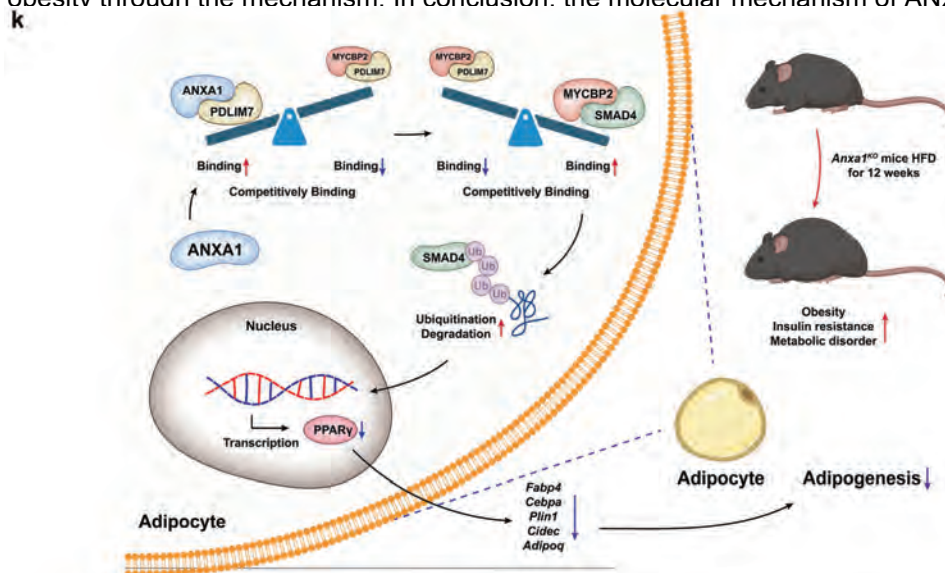 obesity through the mechanism. In conclusion, the molecular mechanism of ANX
k
ANXA1
PDLIM7
MYCBP2
PDLIM7
MYCBP2
PDLIM7
MYCBP2
SMAD4
Binding
Binding
Binding
Binding
Competitively Binding
Competitively Binding
ANXA1
SMAD4
Ub
Ub
Ub
Ub
Ubiquitination
Degradation
Nucleus
Transcription
PPARγ
Adipocyte
Fabp4
Cebpa
Plin1
Cidec
Adipoq
Anxa1KO mice HFD
for 12 weeks
Obesity
Insulin resistance
Metabolic disorder
Adipocyte
Adipogenesis